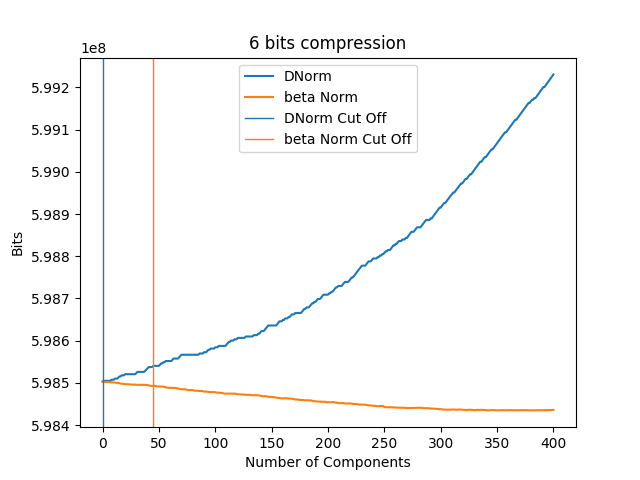 6 bits compression
1e8
5.992
5.991
5.990
5.989
5.988
5.987
5.986
5.985
5.984
Bits
DNorm
beta Norm
DNorm Cut Off
beta Norm Cut Off
0 50 100 150 200 250 300 350 400
Number of Components